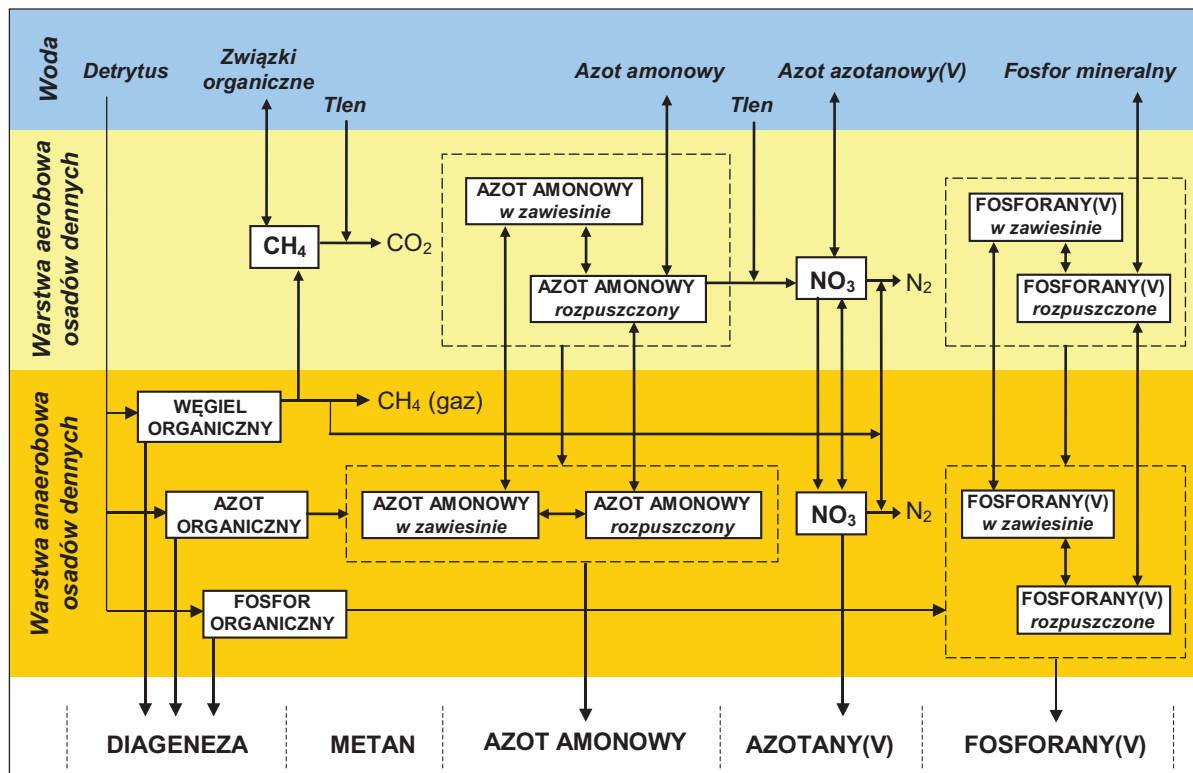 Woda
Detrytus
Związki
organiczne
Tlen
Azot amonowy
Tlen
Azot azotanowy(V)
Fosfor mineralny
Warstwa aerobowa
osadów dennych
CH₄
CO₂
AZOT AMONOWY
w zawiesinie
AZOT AMONOWY
rozpuszczony
NO₃
N₂
FOSFORANY(V)
w zawiesinie
FOSFORANY(V)
rozpuszczone
Warstwa anaerobowa
osadów dennych
WĘGIEL
ORGANICZNY
CH₄ (gaz)
AZOT
ORGANICZNY
AZOT AMONOWY
w zawiesinie
AZOT AMONOWY
rozpuszczony
NO₃
N₂
FOSFORANY(V)
w zawiesinie
FOSFOR
ORGANICZNY
FOSFORANY(V)
rozpuszczone
DIAGENEZA
METAN
AZOT AMONOWY
AZOTANY(V)
FOSFORANY(V)